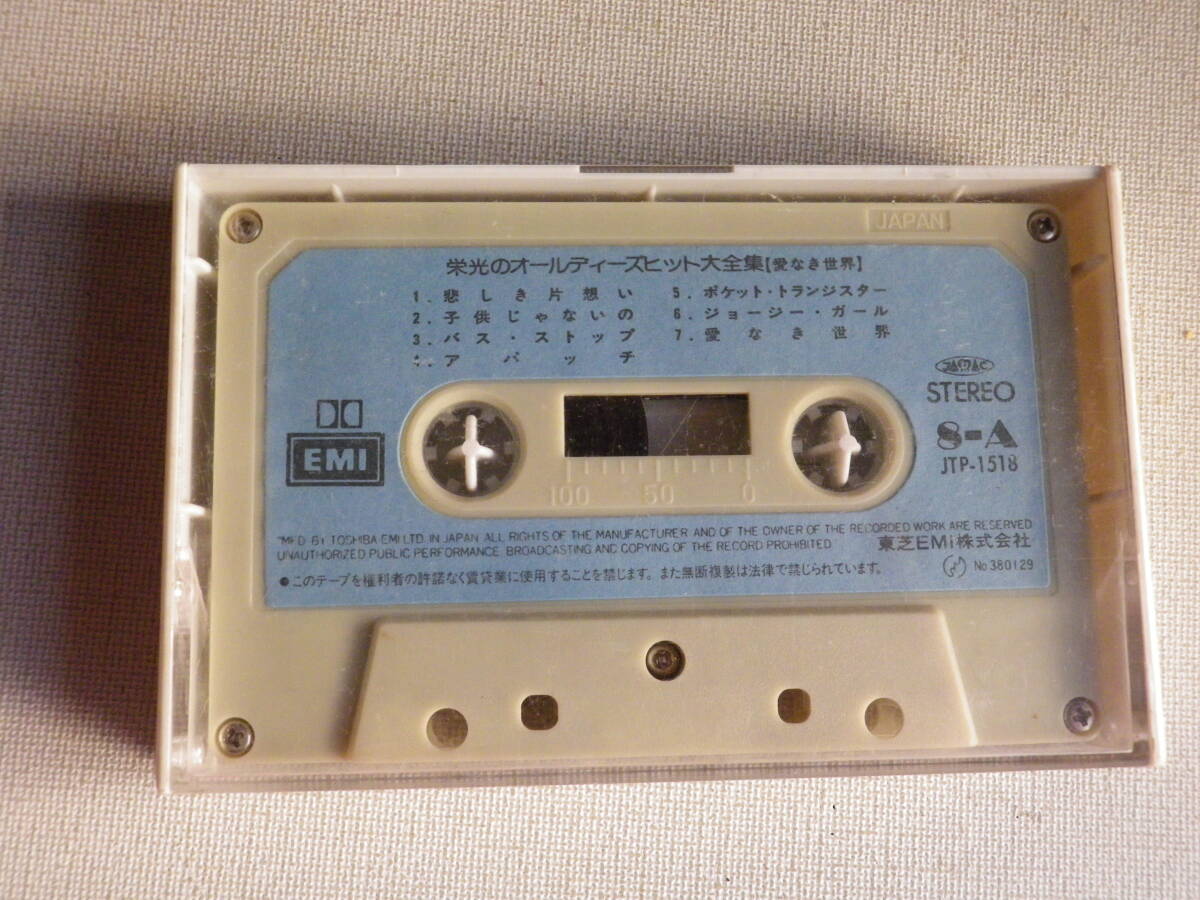 JAPAN
栄光のオールディーズヒット大全集【愛なき世界】
1. 悲しき片想い
2. 子供じゃないの
3. バス・ストップ
4. アパッチ
5. ポケット・トランジスター
6. ジョージー・ガール
7. 愛なき世界
JAMAC
STEREO
8-A
JTP-1518
EMI
100 50 0
MFD BY TOSHIBA EMI LTD. IN JAPAN ALL RIGHTS OF THE MANUFACTURER AND OF THE OWNER OF THE RECORDED WORK ARE RESERVED
UNAUTHORIZED PUBLIC PERFORMANCE BROADCASTING AND COPYING OF THE RECORD PROHIBITED 東芝EMI株式会社
●このテープを権利者の許諾なく賃貸業に使用することを禁じます。また無断複製は法律で禁じられています。
No 380129